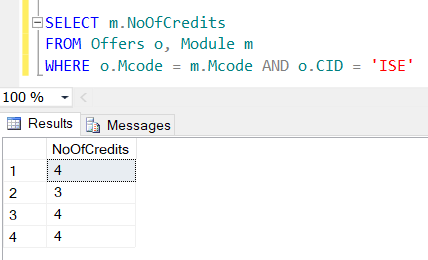 SELECT m.NoOfCredits
FROM Offers o, Module m
WHERE o.Mcode = m.Mcode AND o.CID = 'ISE'
100 %
Results Messages
NoOfCredits
1 4
2 3
3 4
4 4